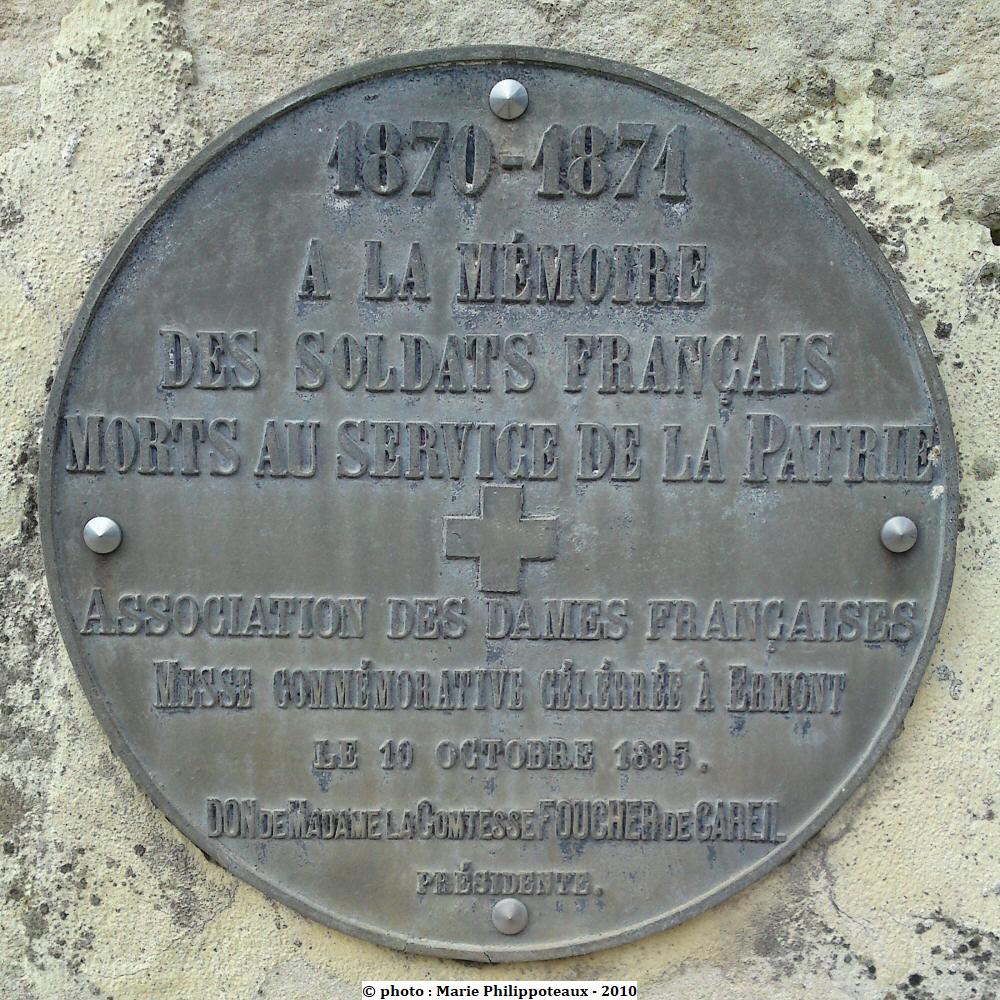 1870-1871
A LA MÉMOIRE
DES SOLDATS FRANÇAIS
MORTS AU SERVICE DE LA PATRIE
ASSOCIATION DES DAMES FRANÇAISES
MESSE COMMÉMORATIVE CÉLÉBRÉE À ERMONT
LE 10 OCTOBRE 1895.
DON DE MADAME LA COMTESSE FOUCHER DE CAREIL
PRÉSIDENTE.
© photo : Marie Philippoteaux - 2010